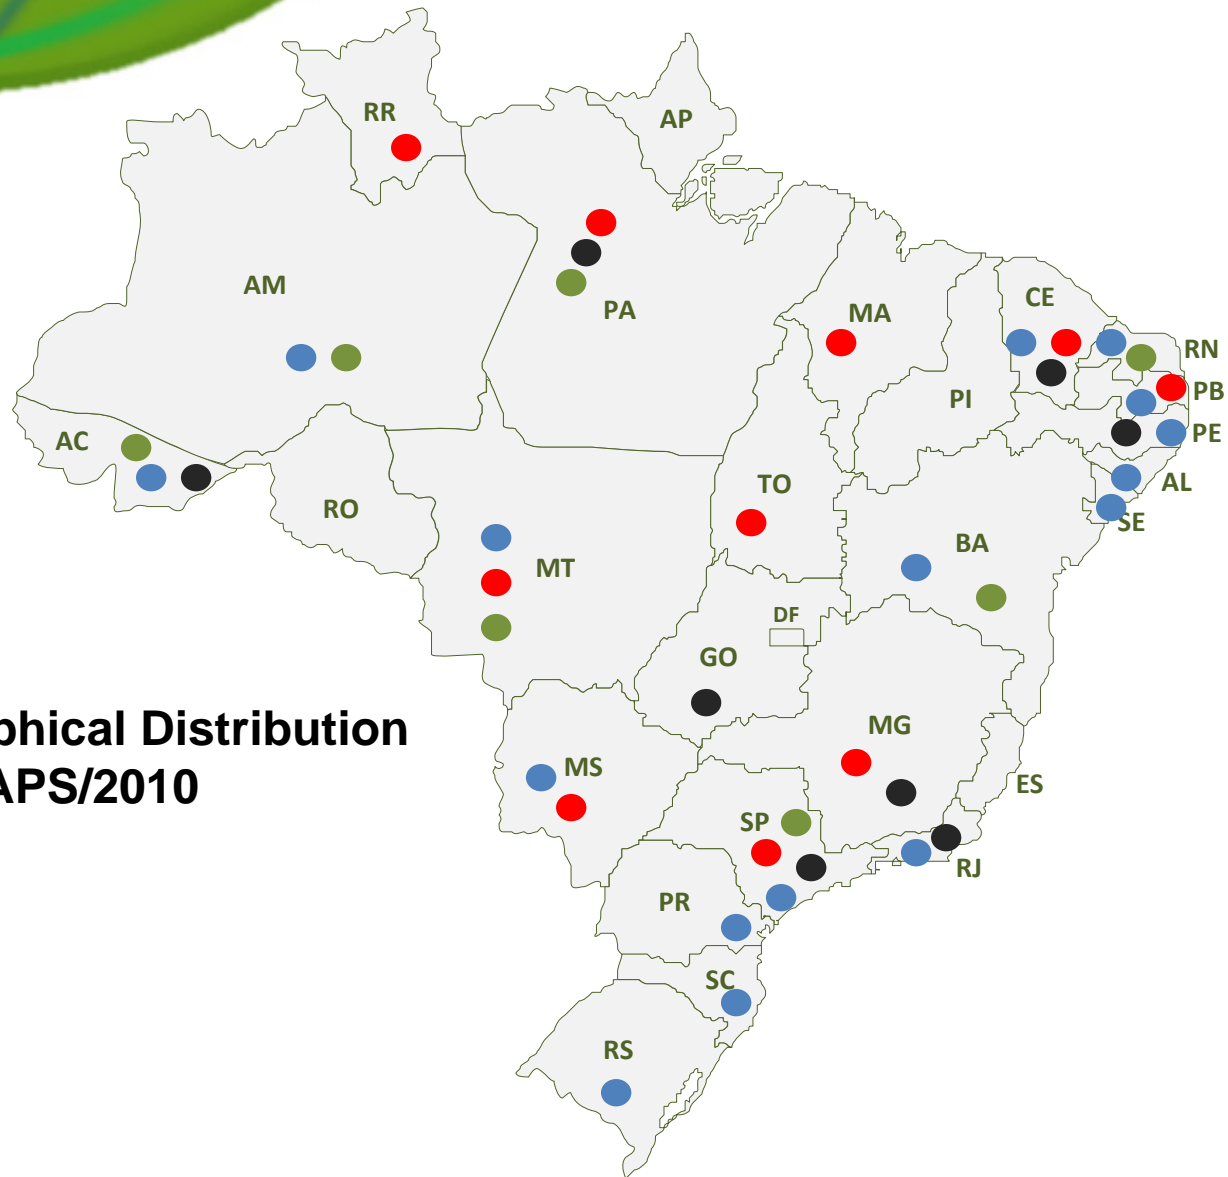 RR
AP
AM
PA
MA
CE
RN
PB
PI
PE
AC
TO
AL
RO
SE
BA
MT
DF
GO
MG
MS
ES
SP
RJ
PR
SC
RS
phical Distribution
APS/2010